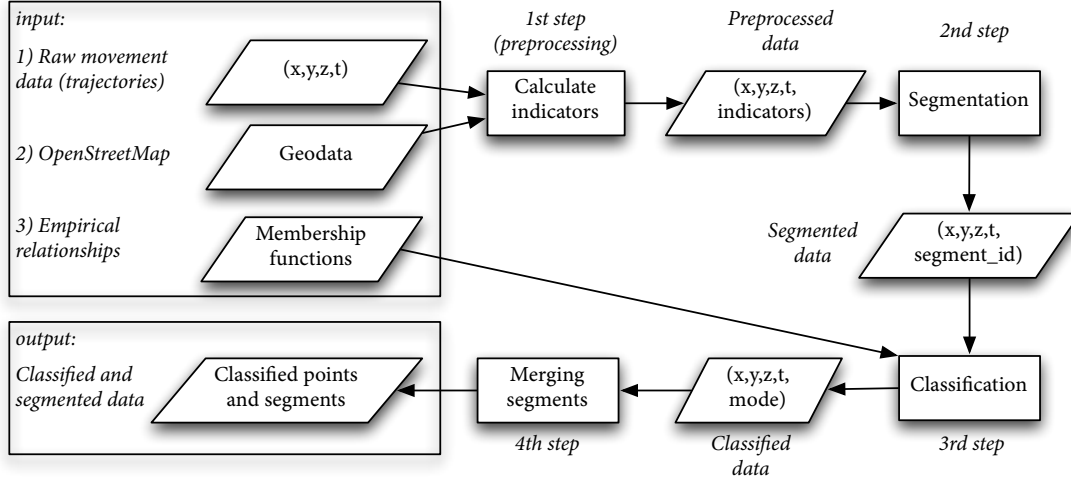 input:
1) Raw movement
data (trajectories)
(x,y,z,t)
2) OpenStreetMap
Geodata
3) Empirical
relationships
Membership
functions
1st step
(preprocessing)
Calculate
indicators
Preprocessed
data
(x,y,z,t,
indicators)
2nd step
Segmentation
Segmented
data
(x,y,z,t,
segment_id)
Classification
3rd step
(x,y,z,t,
mode)
Classified
data
Merging
segments
4th step
output:
Classified and
segmented data
Classified points
and segments